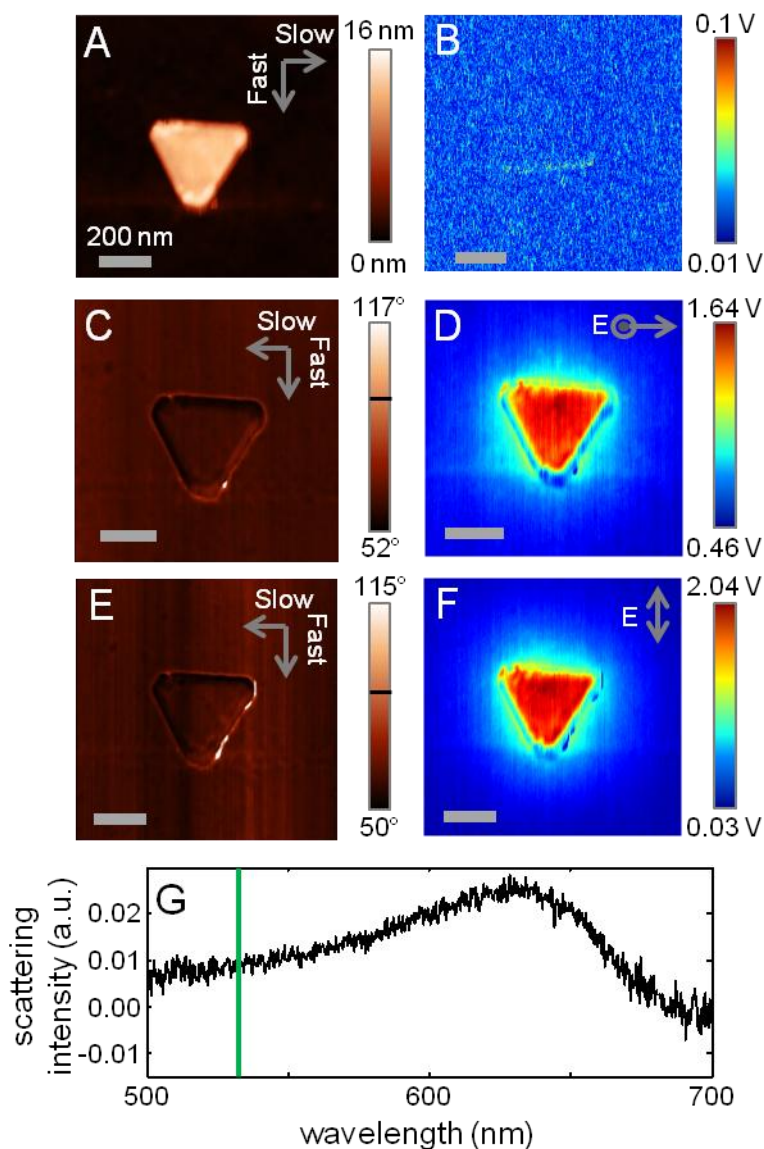 A
Slow
Fast
16 nm
0 nm
200 nm
B
0.1 V
0.01 V
C
Slow
Fast
117°
52°
D
E
1.64 V
0.46 V
E
Slow
Fast
115°
50°
F
E
2.04 V
0.03 V
G
scattering
intensity (a.u.)
0.02
0.01
0.00
-0.01
500
600
700
wavelength (nm)